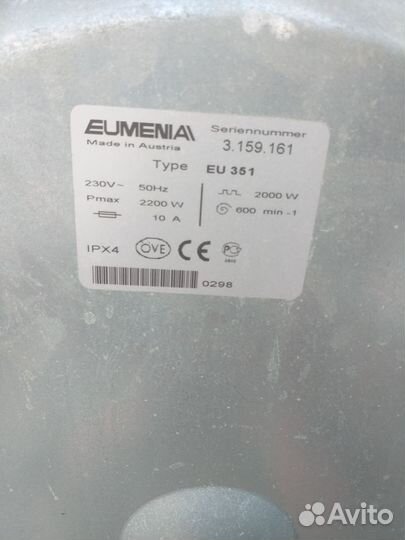 EUMENIA
Seriennummer
Made in Austria
3.159.161
Type EU 351
230V~ 50Hz 2000 W
Pmax 2200 W 600 min -1
10 A
IPX4 ÖVE CE
0298
Avito